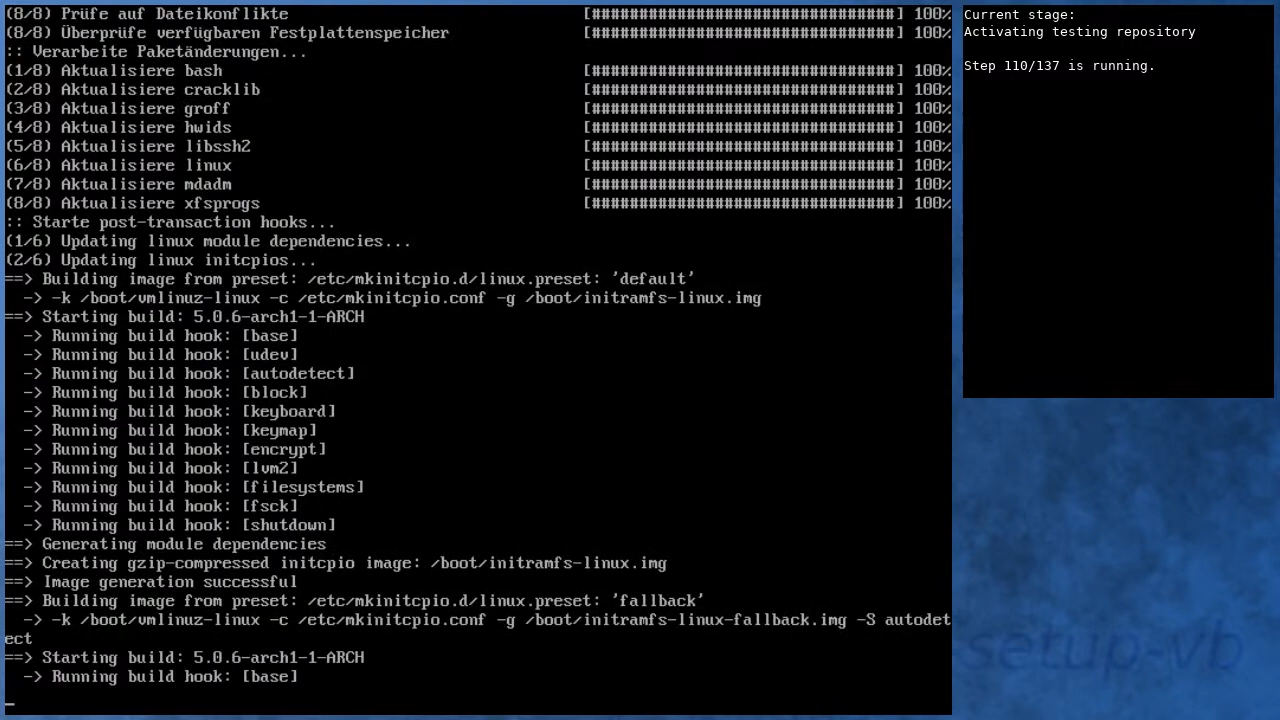 (8/8) Prüfe auf Dateikonflikte [#################################] 100%
(8/8) Überprüfe verfügbaren Festplattenspeicher [#################################] 100%
:: Verarbeite Paketänderungen...
(1/8) Aktualisiere bash [#################################] 100%
(2/8) Aktualisiere cracklib [#################################] 100%
(3/8) Aktualisiere groff [#################################] 100%
(4/8) Aktualisiere hwids [#################################] 100%
(5/8) Aktualisiere libssh2 [#################################] 100%
(6/8) Aktualisiere linux [#################################] 100%
(7/8) Aktualisiere mdadm [#################################] 100%
(8/8) Aktualisiere xfsprogs [#################################] 100%
:: Starte post-transaction hooks...
(1/6) Updating linux module dependencies...
(2/6) Updating linux initcpios...
==> Building image from preset: /etc/mkinitcpio.d/linux.preset: 'default'
  -> -k /boot/vmlinuz-linux -c /etc/mkinitcpio.conf -g /boot/initramfs-linux.img
==> Starting build: 5.0.6-arch1-1-ARCH
  -> Running build hook: [base]
  -> Running build hook: [udev]
  -> Running build hook: [autodetect]
  -> Running build hook: [block]
  -> Running build hook: [keyboard]
  -> Running build hook: [keymap]
  -> Running build hook: [encrypt]
  -> Running build hook: [lvm2]
  -> Running build hook: [filesystems]
  -> Running build hook: [fsck]
  -> Running build hook: [shutdown]
==> Generating module dependencies
==> Creating gzip-compressed initcpio image: /boot/initramfs-linux.img
==> Image generation successful
==> Building image from preset: /etc/mkinitcpio.d/linux.preset: 'fallback'
  -> -k /boot/vmlinuz-linux -c /etc/mkinitcpio.conf -g /boot/initramfs-linux-fallback.img -S autodet
ect
==> Starting build: 5.0.6-arch1-1-ARCH
  -> Running build hook: [base]
_
Current stage:
Activating testing repository
Step 110/137 is running.
setup-vb